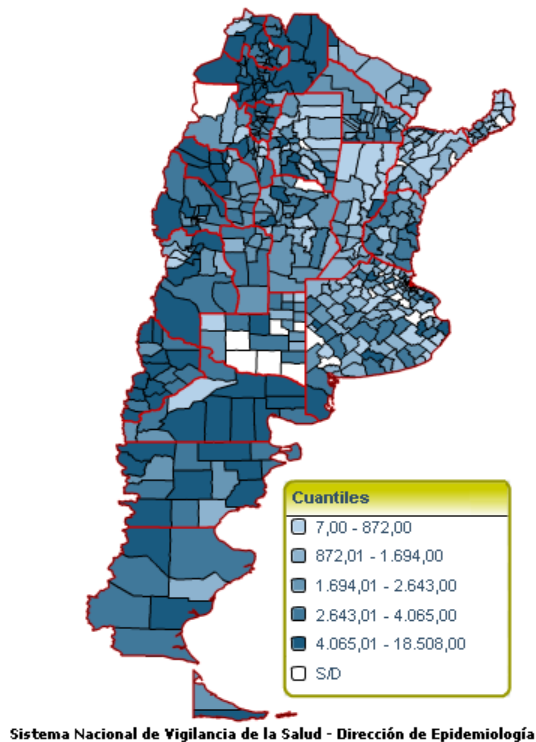 Cuantiles
7,00 - 872,00
872,01 - 1.694,00
1.694,01 - 2.643,00
2.643,01 - 4.065,00
4.065,01 - 18.508,00
S/D
Sistema Nacional de Vigilancia de la Salud - Dirección de Epidemiología